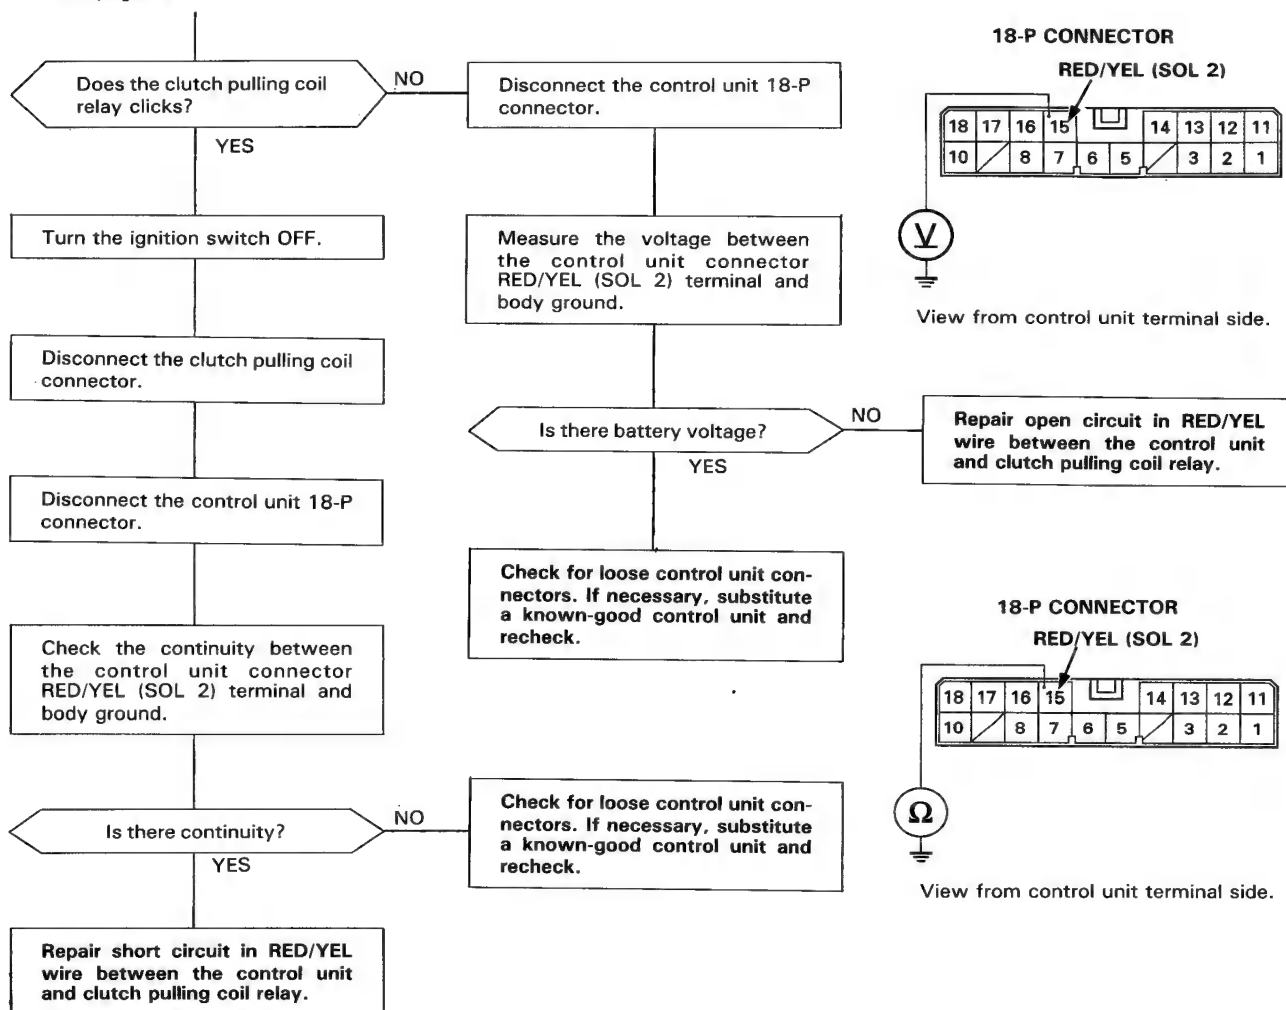 Does the clutch pulling coil
relay clicks?
NO
YES
Disconnect the control unit 18-P
connector.
18-P CONNECTOR
RED/YEL (SOL 2)
18 17 16 15 14 13 12 11
10 8 7 6 5 3 2 1
V
View from control unit terminal side.
Turn the ignition switch OFF.
Measure the voltage between
the control unit connector
RED/YEL (SOL 2) terminal and
body ground.
Disconnect the clutch pulling coil
connector.
Is there battery voltage?
NO
YES
Repair open circuit in RED/YEL
wire between the control unit
and clutch pulling coil relay.
Disconnect the control unit 18-P
connector.
Check for loose control unit con-
nectors. If necessary, substitute
a known-good control unit and
recheck.
Check the continuity between
the control unit connector
RED/YEL (SOL 2) terminal and
body ground.
18-P CONNECTOR
RED/YEL (SOL 2)
18 17 16 15 14 13 12 11
10 8 7 6 5 3 2 1
Ω
View from control unit terminal side.
Is there continuity?
NO
YES
Check for loose control unit con-
nectors. If necessary, substitute
a known-good control unit and
recheck.
Repair short circuit in RED/YEL
wire between the control unit
and clutch pulling coil relay.